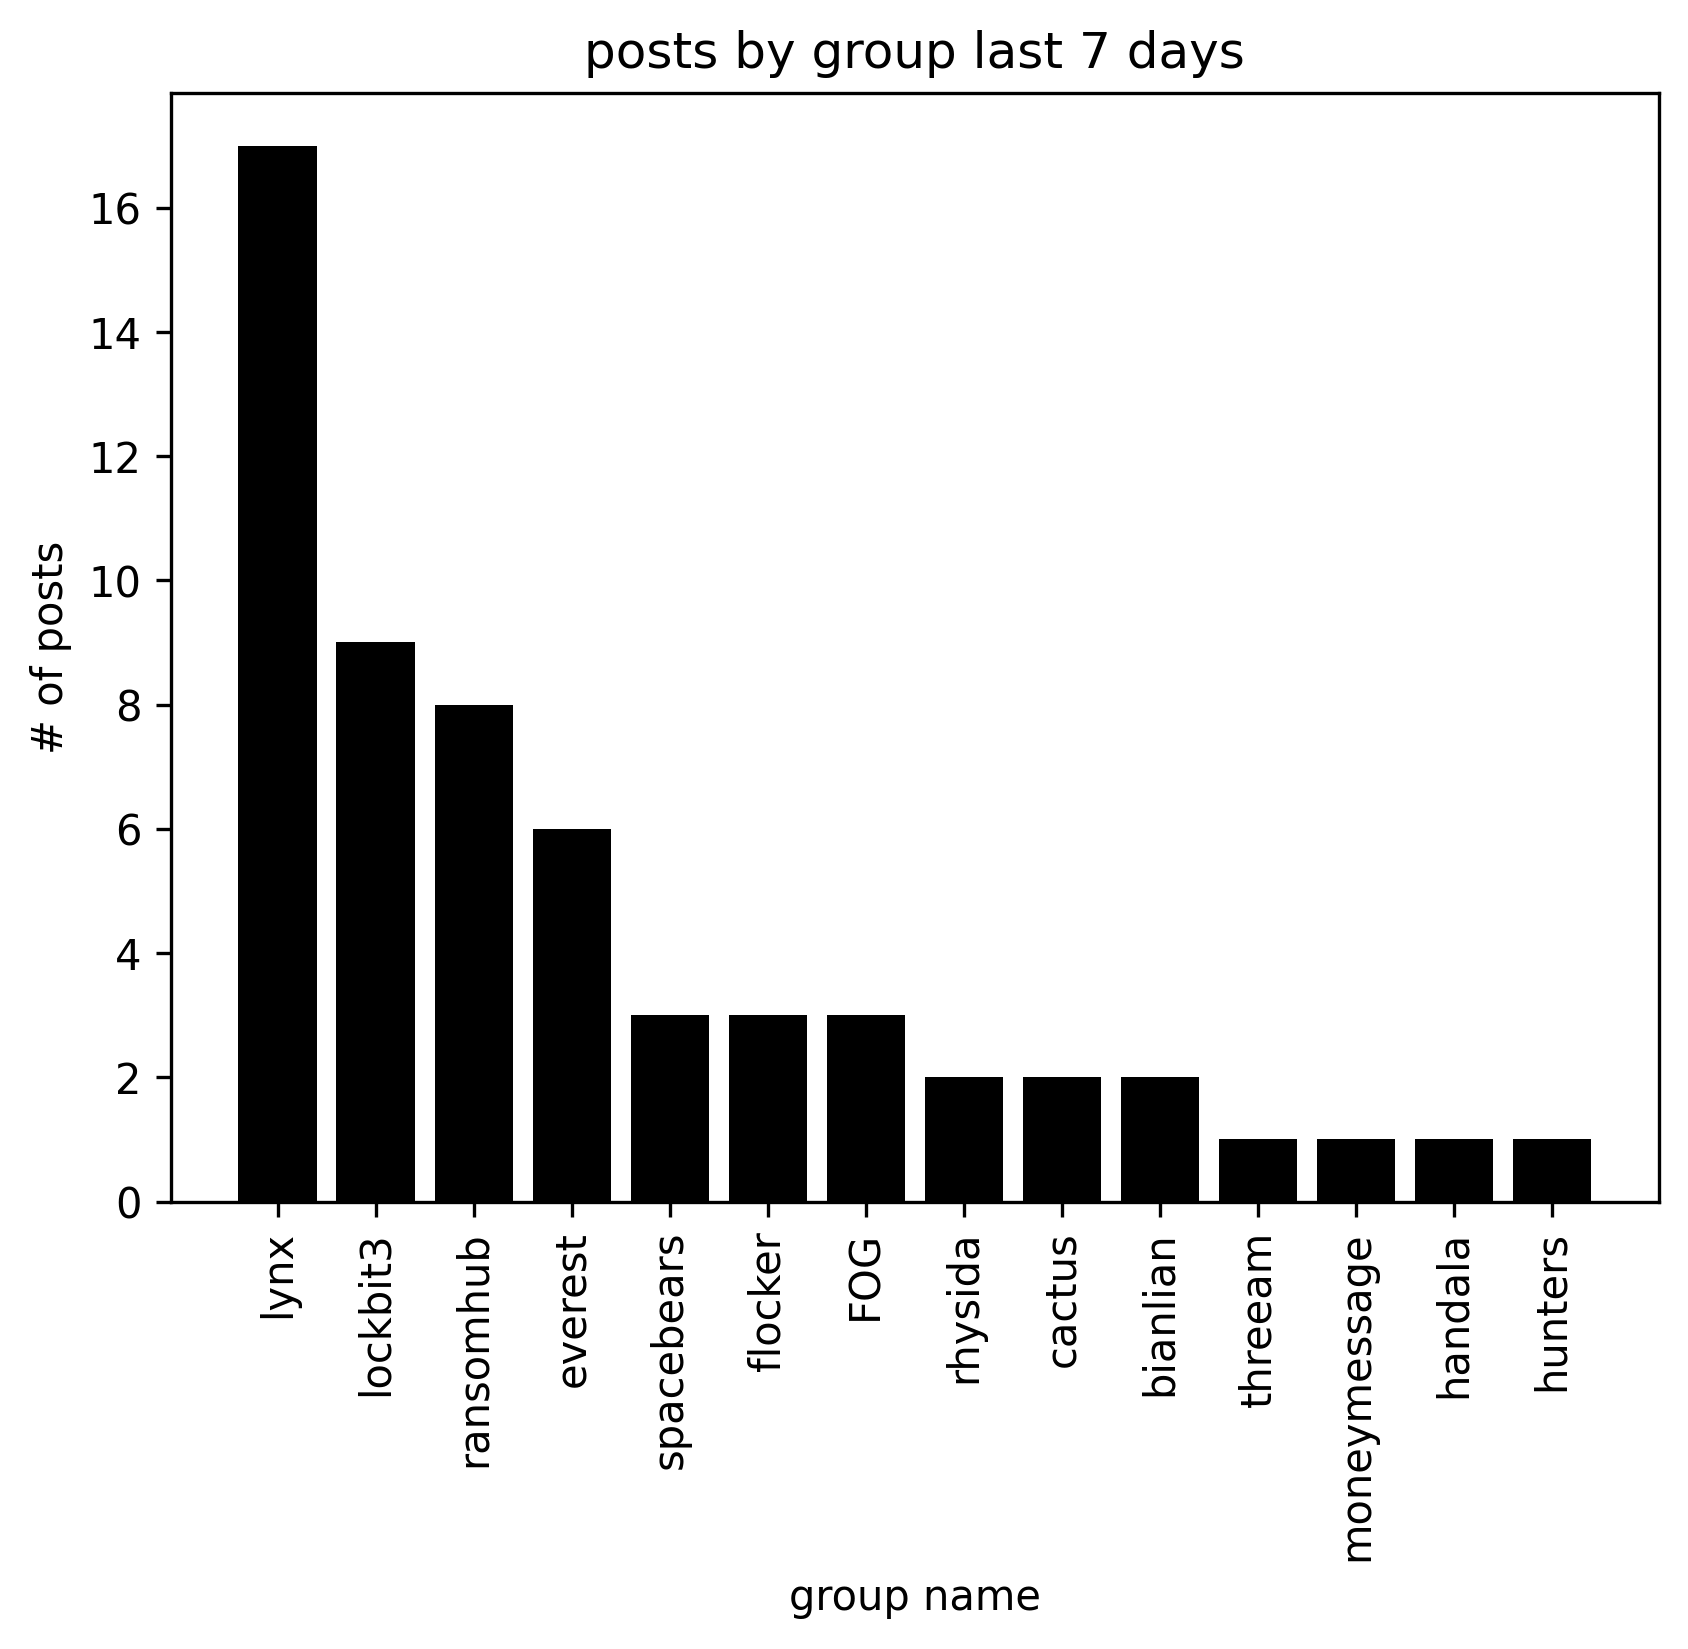 posts by group last 7 days
# of posts
16
14
12
10
8
6
4
2
0
lynx
lockbit3
ransomhub
everest
spacebears
flocker
FOG
rhysida
cactus
bianlian
threeam
moneymessage
handala
hunters
group name